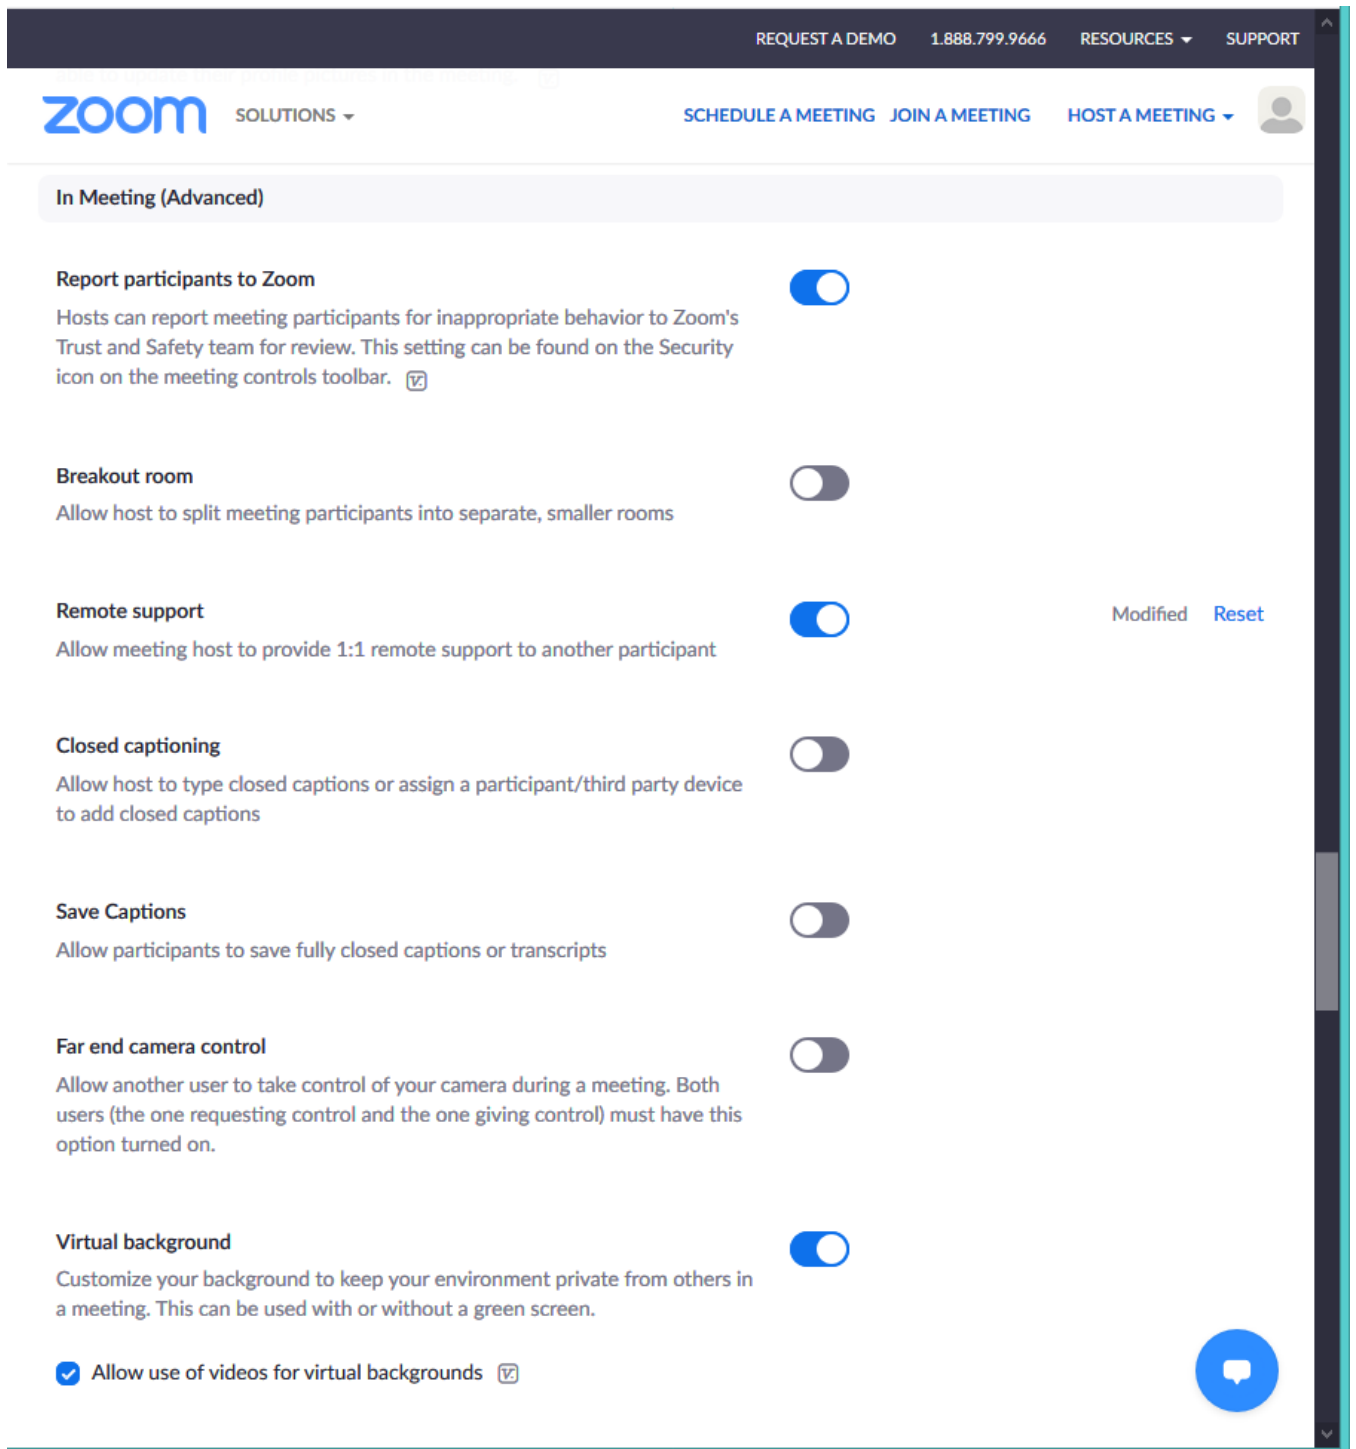 REQUEST A DEMO 1.888.799.9666 RESOURCES SUPPORT
able to update their profile pictures in the meeting.
zoom SOLUTIONS SCHEDULE A MEETING JOIN A MEETING HOST A MEETING
In Meeting (Advanced)
Report participants to Zoom
Hosts can report meeting participants for inappropriate behavior to Zoom's
Trust and Safety team for review. This setting can be found on the Security
icon on the meeting controls toolbar.
Breakout room
Allow host to split meeting participants into separate, smaller rooms
Remote support
Modified Reset
Allow meeting host to provide 1:1 remote support to another participant
Closed captioning
Allow host to type closed captions or assign a participant/third party device
to add closed captions
Save Captions
Allow participants to save fully closed captions or transcripts
Far end camera control
Allow another user to take control of your camera during a meeting. Both
users (the one requesting control and the one giving control) must have this
option turned on.
Virtual background
Customize your background to keep your environment private from others in
a meeting. This can be used with or without a green screen.
Allow use of videos for virtual backgrounds